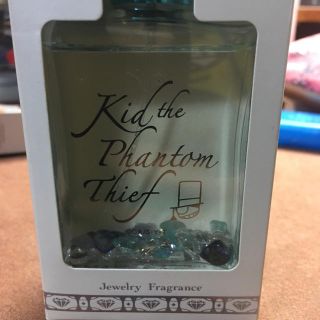 Kid the
Phantom
Thief
Jewelry Fragrance